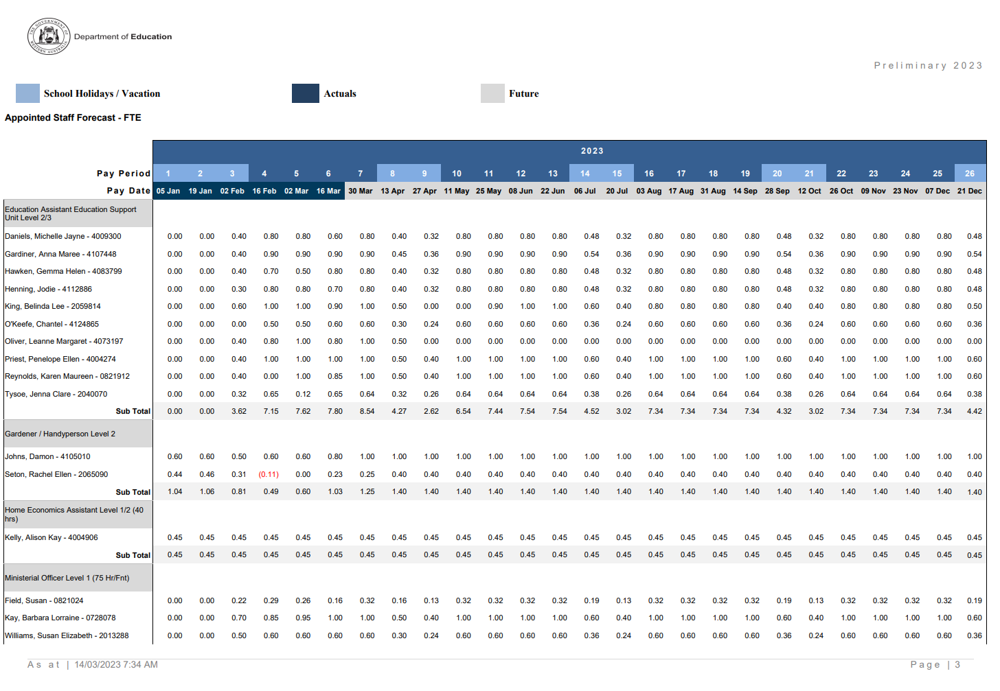 THE GOVERNMENT OF WESTERN AUSTRALIA
Department of Education
Preliminary 2023
School Holidays / Vacation Actuals Future
Appointed Staff Forecast - FTE
2023
Pay Period 1 2 3 4 5 6 7 8 9 10 11 12 13 14 15 16 17 18 19 20 21 22 23 24 25 26
Pay Date 05 Jan 19 Jan 02 Feb 16 Feb 02 Mar 16 Mar 30 Mar 13 Apr 27 Apr 11 May 25 May 08 Jun 22 Jun 06 Jul 20 Jul 03 Aug 17 Aug 31 Aug 14 Sep 28 Sep 12 Oct 26 Oct 09 Nov 23 Nov 07 Dec 21 Dec
Education Assistant Education Support
Unit Level 2/3
Daniels, Michelle Jayne - 4009300 0.00 0.00 0.40 0.80 0.80 0.60 0.80 0.40 0.32 0.80 0.80 0.80 0.80 0.48 0.32 0.80 0.80 0.80 0.80 0.48 0.32 0.80 0.80 0.80 0.80 0.48
Gardiner, Anna Maree - 4107448 0.00 0.00 0.40 0.90 0.90 0.90 0.90 0.45 0.36 0.90 0.90 0.90 0.90 0.54 0.36 0.90 0.90 0.90 0.90 0.54 0.36 0.90 0.90 0.90 0.90 0.54
Hawken, Gemma Helen - 4083799 0.00 0.00 0.40 0.70 0.50 0.80 0.80 0.40 0.32 0.80 0.80 0.80 0.80 0.48 0.32 0.80 0.80 0.80 0.80 0.48 0.32 0.80 0.80 0.80 0.80 0.48
Henning, Jodie - 4112886 0.00 0.00 0.30 0.80 0.80 0.70 0.80 0.40 0.32 0.80 0.80 0.80 0.80 0.48 0.32 0.80 0.80 0.80 0.80 0.48 0.32 0.80 0.80 0.80 0.80 0.48
King, Belinda Lee - 2059814 0.00 0.00 0.60 1.00 1.00 0.90 1.00 0.50 0.00 0.00 0.90 1.00 1.00 0.60 0.40 0.80 0.80 0.80 0.80 0.40 0.40 0.80 0.80 0.80 0.80 0.50
O'Keefe, Chantel - 4124865 0.00 0.00 0.00 0.50 0.50 0.60 0.60 0.30 0.24 0.60 0.60 0.60 0.60 0.36 0.24 0.60 0.60 0.60 0.60 0.36 0.24 0.60 0.60 0.60 0.60 0.36
Oliver, Leanne Margaret - 4073197 0.00 0.00 0.40 0.80 1.00 0.80 1.00 0.50 0.00 0.00 0.00 0.00 0.00 0.00 0.00 0.00 0.00 0.00 0.00 0.00 0.00 0.00 0.00 0.00 0.00 0.00
Priest, Penelope Ellen - 4004274 0.00 0.00 0.40 1.00 1.00 1.00 1.00 0.50 0.40 1.00 1.00 1.00 1.00 0.60 0.40 1.00 1.00 1.00 1.00 0.60 0.40 1.00 1.00 1.00 1.00 0.60
Reynolds, Karen Maureen - 0821912 0.00 0.00 0.40 0.00 1.00 0.85 1.00 0.50 0.40 1.00 1.00 1.00 1.00 0.60 0.40 1.00 1.00 1.00 1.00 0.60 0.40 1.00 1.00 1.00 1.00 0.60
Tysoe, Jenna Clare - 2040070 0.00 0.00 0.32 0.65 0.12 0.65 0.64 0.32 0.26 0.64 0.64 0.64 0.64 0.38 0.26 0.64 0.64 0.64 0.64 0.38 0.26 0.64 0.64 0.64 0.64 0.38
Sub Total 0.00 0.00 3.62 7.15 7.62 7.80 8.54 4.27 2.62 6.54 7.44 7.54 7.54 4.52 3.02 7.34 7.34 7.34 7.34 4.32 3.02 7.34 7.34 7.34 7.34 4.42
Gardener / Handyperson Level 2
Johns, Damon - 4105010 0.60 0.60 0.50 0.60 0.60 0.80 1.00 1.00 1.00 1.00 1.00 1.00 1.00 1.00 1.00 1.00 1.00 1.00 1.00 1.00 1.00 1.00 1.00 1.00 1.00 1.00
Seton, Rachel Ellen - 2065090 0.44 0.46 0.31 (0.11) 0.00 0.23 0.25 0.40 0.40 0.40 0.40 0.40 0.40 0.40 0.40 0.40 0.40 0.40 0.40 0.40 0.40 0.40 0.40 0.40 0.40 0.40
Sub Total 1.04 1.06 0.81 0.49 0.60 1.03 1.25 1.40 1.40 1.40 1.40 1.40 1.40 1.40 1.40 1.40 1.40 1.40 1.40 1.40 1.40 1.40 1.40 1.40 1.40 1.40
Home Economics Assistant Level 1/2 (40
hrs)
Kelly, Alison Kay - 4004906 0.45 0.45 0.45 0.45 0.45 0.45 0.45 0.45 0.45 0.45 0.45 0.45 0.45 0.45 0.45 0.45 0.45 0.45 0.45 0.45 0.45 0.45 0.45 0.45 0.45 0.45
Sub Total 0.45 0.45 0.45 0.45 0.45 0.45 0.45 0.45 0.45 0.45 0.45 0.45 0.45 0.45 0.45 0.45 0.45 0.45 0.45 0.45 0.45 0.45 0.45 0.45 0.45 0.45
Ministerial Officer Level 1 (75 Hr/Fnt)
Field, Susan - 0821024 0.00 0.00 0.22 0.29 0.26 0.16 0.32 0.16 0.13 0.32 0.32 0.32 0.32 0.19 0.13 0.32 0.32 0.32 0.32 0.19 0.13 0.32 0.32 0.32 0.32 0.19
Kay, Barbara Lorraine - 0728078 0.00 0.00 0.70 0.85 0.95 1.00 1.00 0.50 0.40 1.00 1.00 1.00 1.00 0.60 0.40 1.00 1.00 1.00 1.00 0.60 0.40 1.00 1.00 1.00 1.00 0.60
Williams, Susan Elizabeth - 2013288 0.00 0.00 0.50 0.60 0.60 0.60 0.60 0.30 0.24 0.60 0.60 0.60 0.60 0.36 0.24 0.60 0.60 0.60 0.60 0.36 0.24 0.60 0.60 0.60 0.60 0.36
As at | 14/03/2023 7:34 AM Page | 3